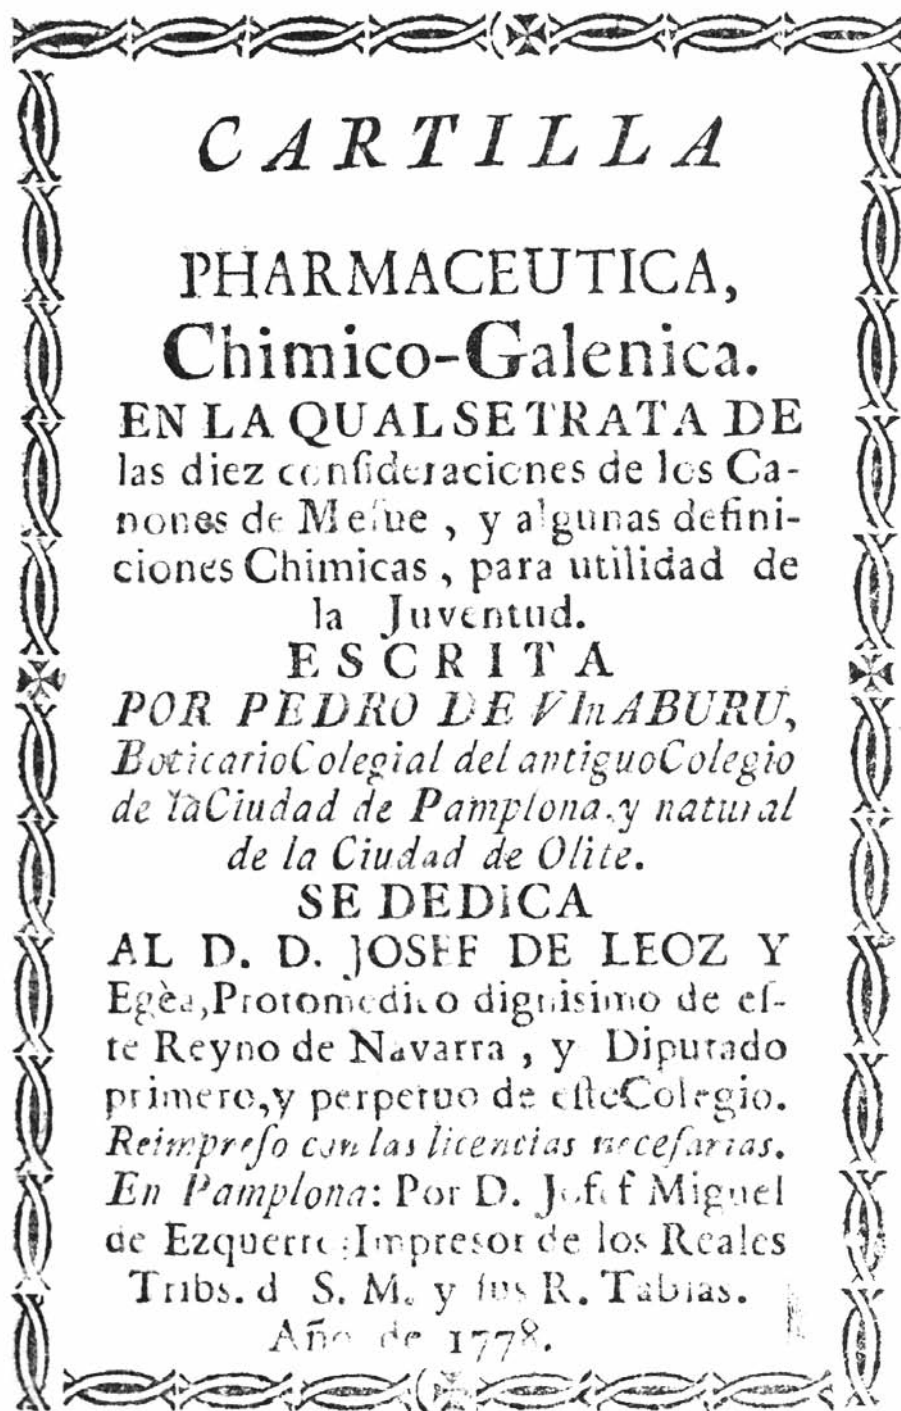 CARTILLA
PHARMACEUTICA,
Chimico-Galenica.
EN LA QUAL SE TRATA DE
las diez conſideraciones de los Ca-
nones de Meſue, y algunas defini-
ciones Chimicas, para utilidad de
la Juventud.
ESCRITA
POR PEDRO DE VInABURU,
Boticario Colegial del antiguo Colegio
de la Ciudad de Pamplona, y natural
de la Ciudad de Olite.
SE DEDICA
AL D. D. JOSEF DE LEOZ Y
Egèa, Protomedico dignisimo de eſ-
te Reyno de Navarra, y Diputado
primero, y perpetuo de eſte Colegio.
Reimpreſo con las licencias neceſarias.
En Pamplona: Por D. Joſef Miguel
de Ezquerro, Impresor de los Reales
Tribs. d S. M. y ſus R. Tablas.
Año de 1778.